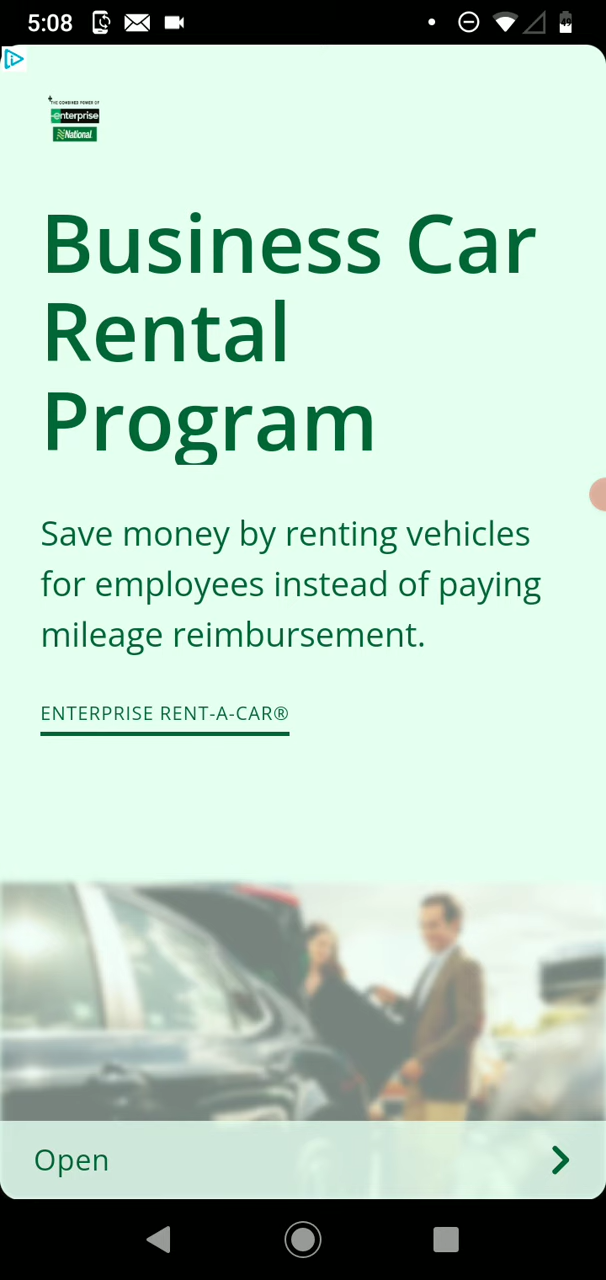 5:08
49
THE COMBINED POWER OF
enterprise
National
Business Car
Rental
Program
Save money by renting vehicles
for employees instead of paying
mileage reimbursement.
ENTERPRISE RENT-A-CAR®
Open